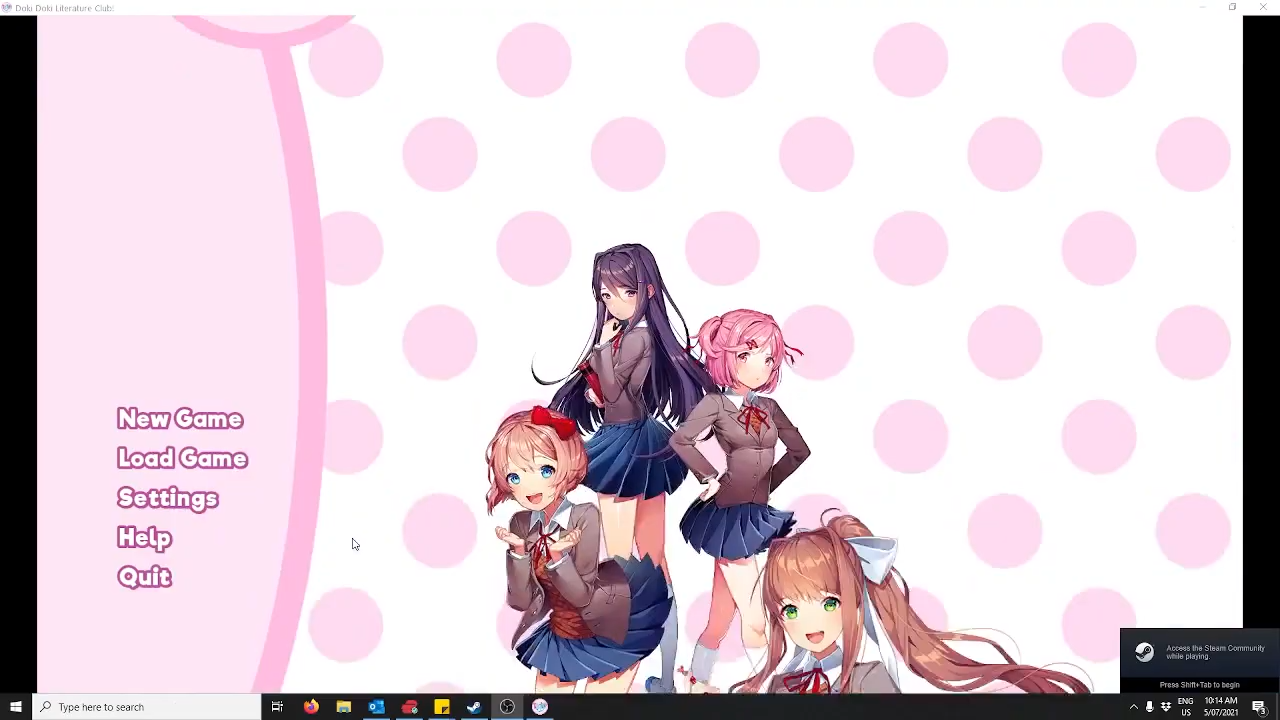 Doki Doki Literature Club!
New Game
Load Game
Settings
Help
Quit
Access the Steam Community
while playing.
Press Shift+Tab to begin
Type here to search
ENG
US
10:14 AM
5/07/2021